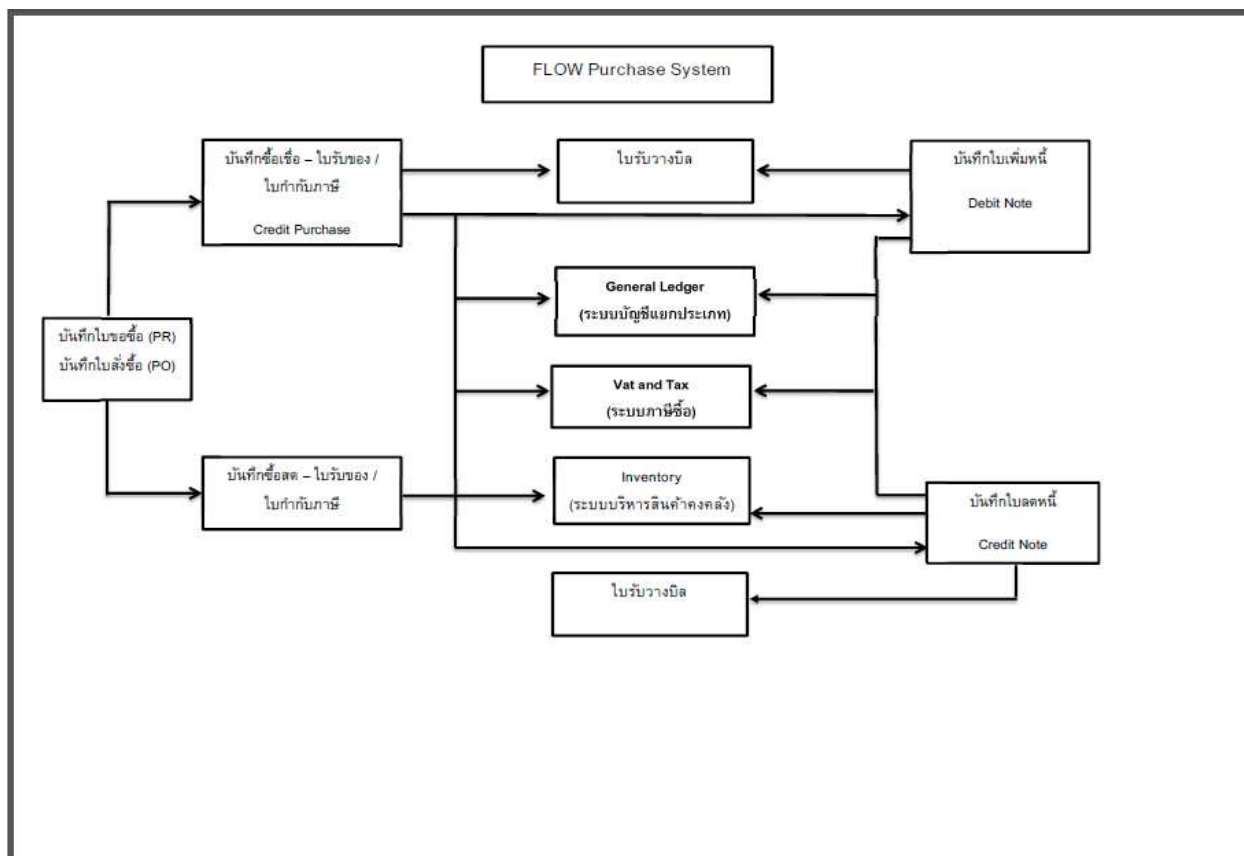 FLOW Purchase System
บันทึกซื้อเชื่อ – ใบรับของ /
ใบกำกับภาษี
Credit Purchase
ใบรับวางบิล
บันทึกใบเพิ่มหนี้
Debit Note
General Ledger
(ระบบบัญชีแยกประเภท)
บันทึกใบขอซื้อ (PR)
บันทึกใบสั่งซื้อ (PO)
Vat and Tax
(ระบบภาษีซื้อ)
บันทึกซื้อสด – ใบรับของ /
ใบกำกับภาษี
Inventory
(ระบบบริหารสินค้าคงคลัง)
บันทึกใบลดหนี้
Credit Note
ใบรับวางบิล